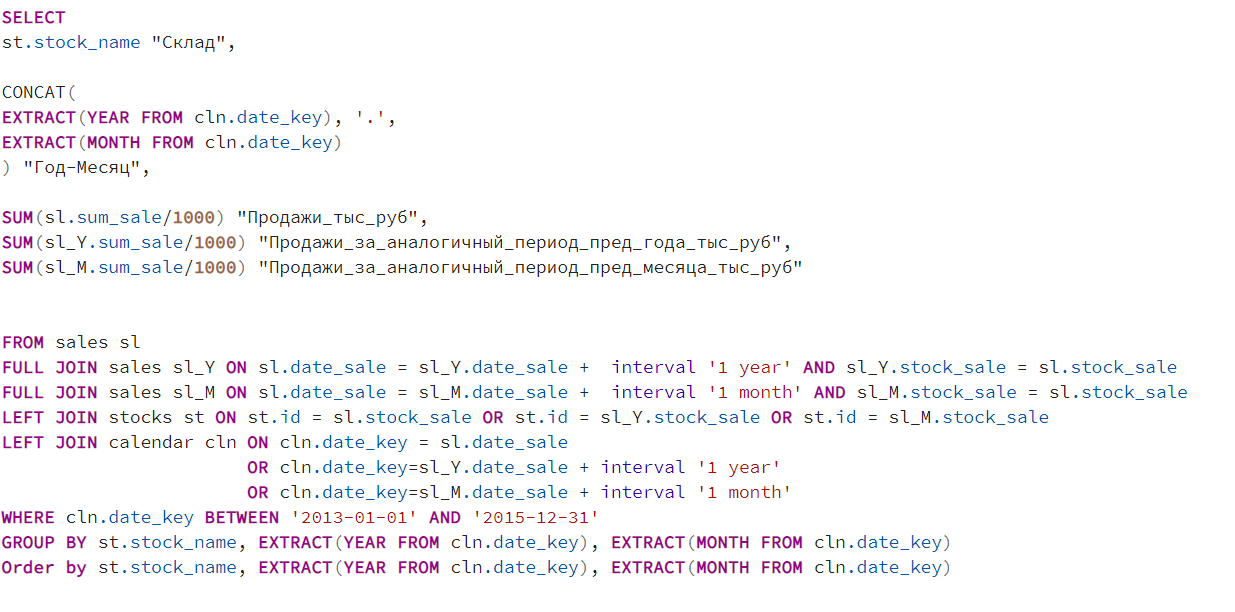 SELECT
st.stock_name "Склад",
CONCAT(
EXTRACT(YEAR FROM cln.date_key), '.',
EXTRACT(MONTH FROM cln.date_key)
) "Год-Месяц",
SUM(sl.sum_sale/1000) "Продажи_тыс_руб",
SUM(sl_Y.sum_sale/1000) "Продажи_за_аналогичный_период_пред_года_тыс_руб",
SUM(sl_M.sum_sale/1000) "Продажи_за_аналогичный_период_пред_месяца_тыс_руб"
FROM sales sl
FULL JOIN sales sl_Y ON sl.date_sale = sl_Y.date_sale +  interval '1 year' AND sl_Y.stock_sale = sl.stock_sale
FULL JOIN sales sl_M ON sl.date_sale = sl_M.date_sale +  interval '1 month' AND sl_M.stock_sale = sl.stock_sale
LEFT JOIN stocks st ON st.id = sl.stock_sale OR st.id = sl_Y.stock_sale OR st.id = sl_M.stock_sale
LEFT JOIN calendar cln ON cln.date_key = sl.date_sale
OR cln.date_key=sl_Y.date_sale + interval '1 year'
OR cln.date_key=sl_M.date_sale + interval '1 month'
WHERE cln.date_key BETWEEN '2013-01-01' AND '2015-12-31'
GROUP BY st.stock_name, EXTRACT(YEAR FROM cln.date_key), EXTRACT(MONTH FROM cln.date_key)
Order by st.stock_name, EXTRACT(YEAR FROM cln.date_key), EXTRACT(MONTH FROM cln.date_key)